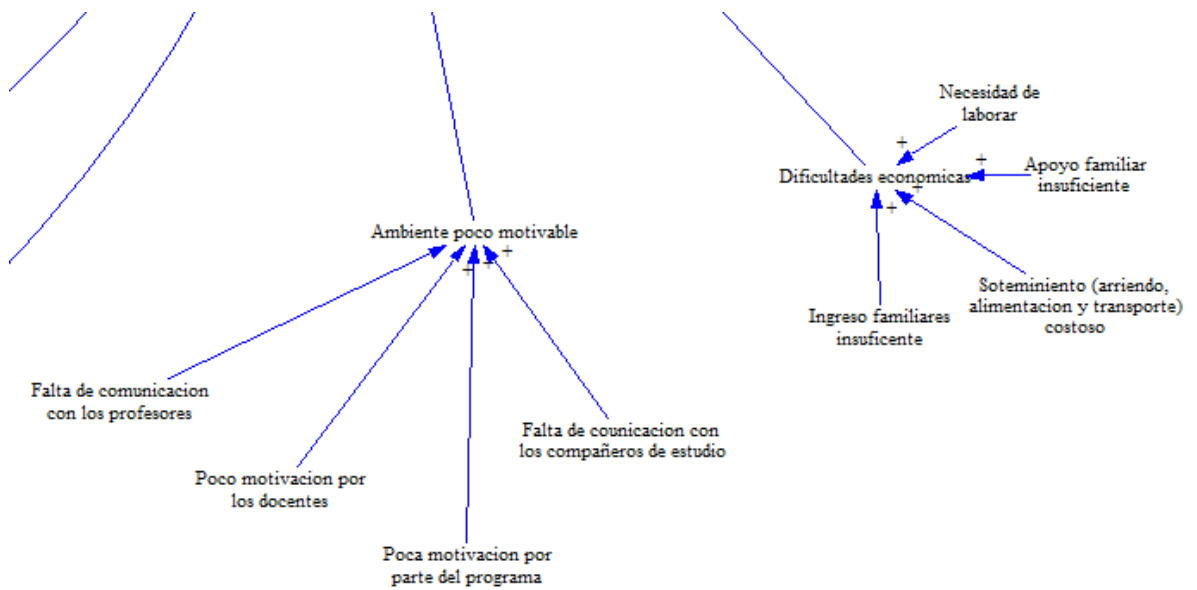 Necesidad de
laborar
+
+
Dificultades economicas
Apoyo familiar
insuficiente
+
+
Ambiente poco motivable
+
+
+
Soteminiento (arriendo,
alimentacion y transporte)
costoso
Ingreso familiares
insuficente
Falta de comunicacion
con los profesores
Falta de counicacion con
los compañeros de estudio
Poco motivacion por
los docentes
Poca motivacion por
parte del programa